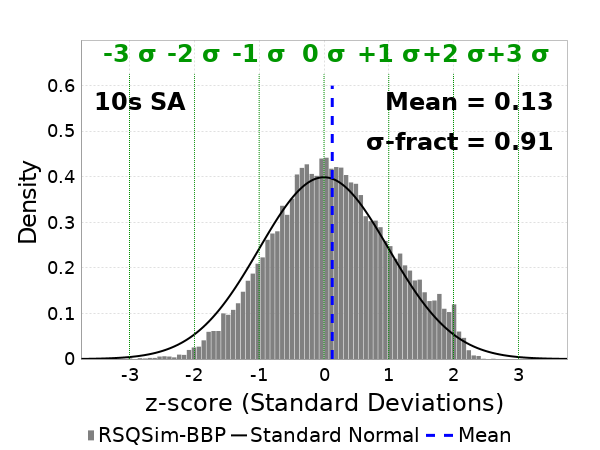 -3 σ -2 σ -1 σ 0 σ +1 σ +2 σ +3 σ
10s SA
Mean = 0.13
σ-fract = 0.91
Density
0.6
0.5
0.4
0.3
0.2
0.1
0
-3 -2 -1 0 1 2 3
z-score (Standard Deviations)
RSQSim-BBP Standard Normal Mean